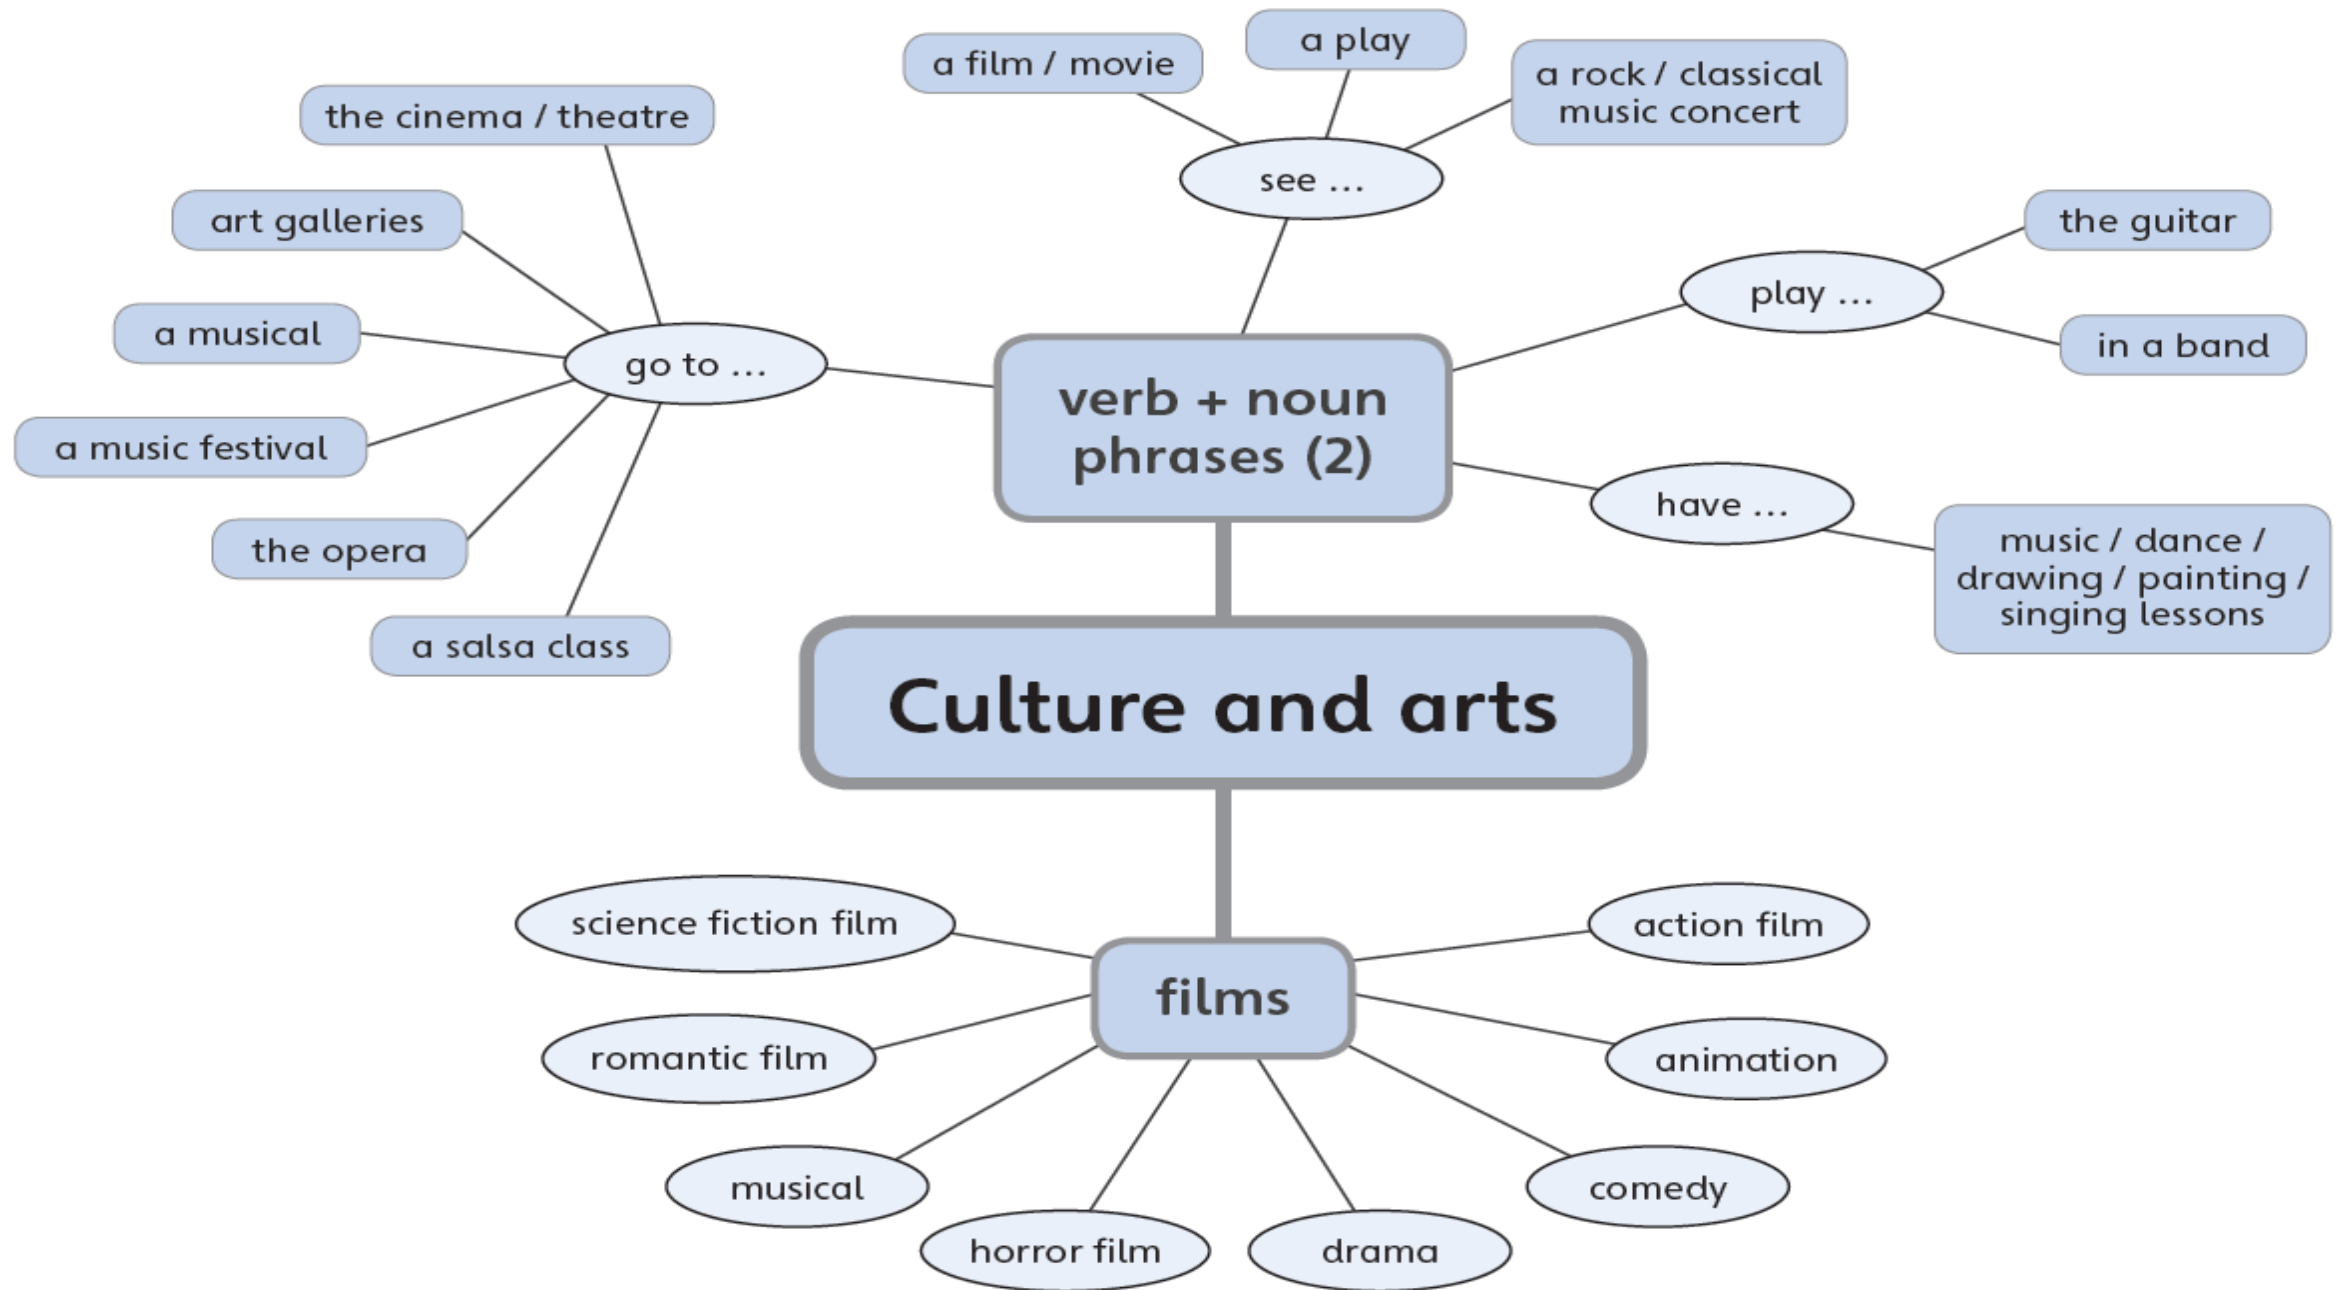 a film / movie
a play
a rock / classical
music concert
see ...
the cinema / theatre
art galleries
a musical
a music festival
the opera
a salsa class
go to ...
verb + noun
phrases (2)
play ...
the guitar
in a band
have ...
music / dance /
drawing / painting /
singing lessons
Culture and arts
films
science fiction film
romantic film
musical
horror film
drama
comedy
animation
action film